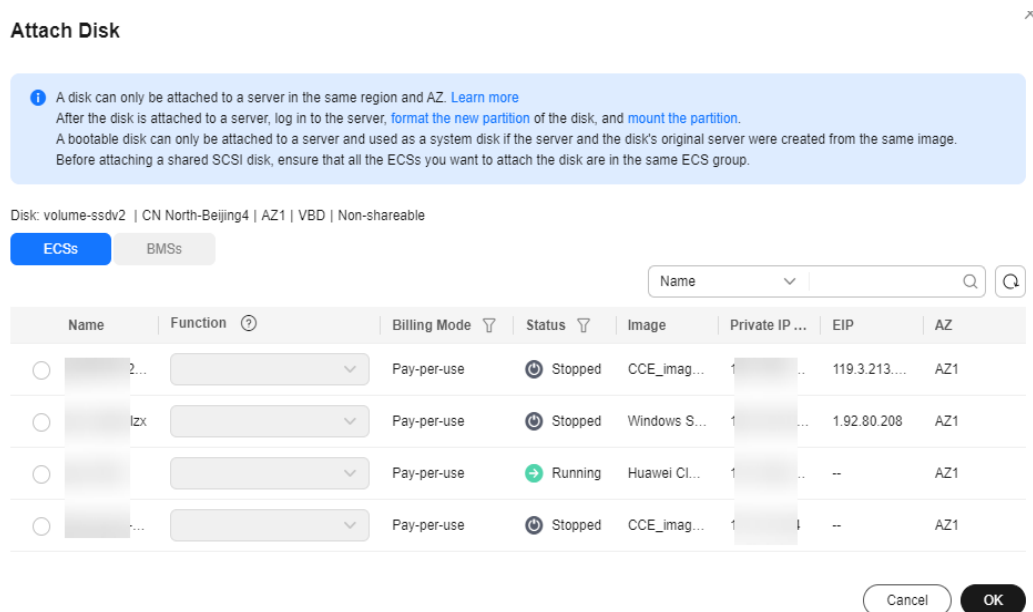 Attach Disk
A disk can only be attached to a server in the same region and AZ. Learn more
After the disk is attached to a server, log in to the server, format the new partition of the disk, and mount the partition.
A bootable disk can only be attached to a server and used as a system disk if the server and the disk's original server were created from the same image.
Before attaching a shared SCSI disk, ensure that all the ECSs you want to attach the disk are in the same ECS group.
Disk: volume-ssdv2 | CN North-Beijing4 | AZ1 | VBD | Non-shareable
ECSs BMSs
Name
Name Function ? Billing Mode Status Image Private IP ... EIP AZ
2... Pay-per-use Stopped CCE_imag... 1 .. 119.3.213.... AZ1
lzx Pay-per-use Stopped Windows S... 1 ... 1.92.80.208 AZ1
Pay-per-use Running Huawei Cl... 1 .. -- AZ1
-... Pay-per-use Stopped CCE_imag... 1 -- AZ1
Cancel OK